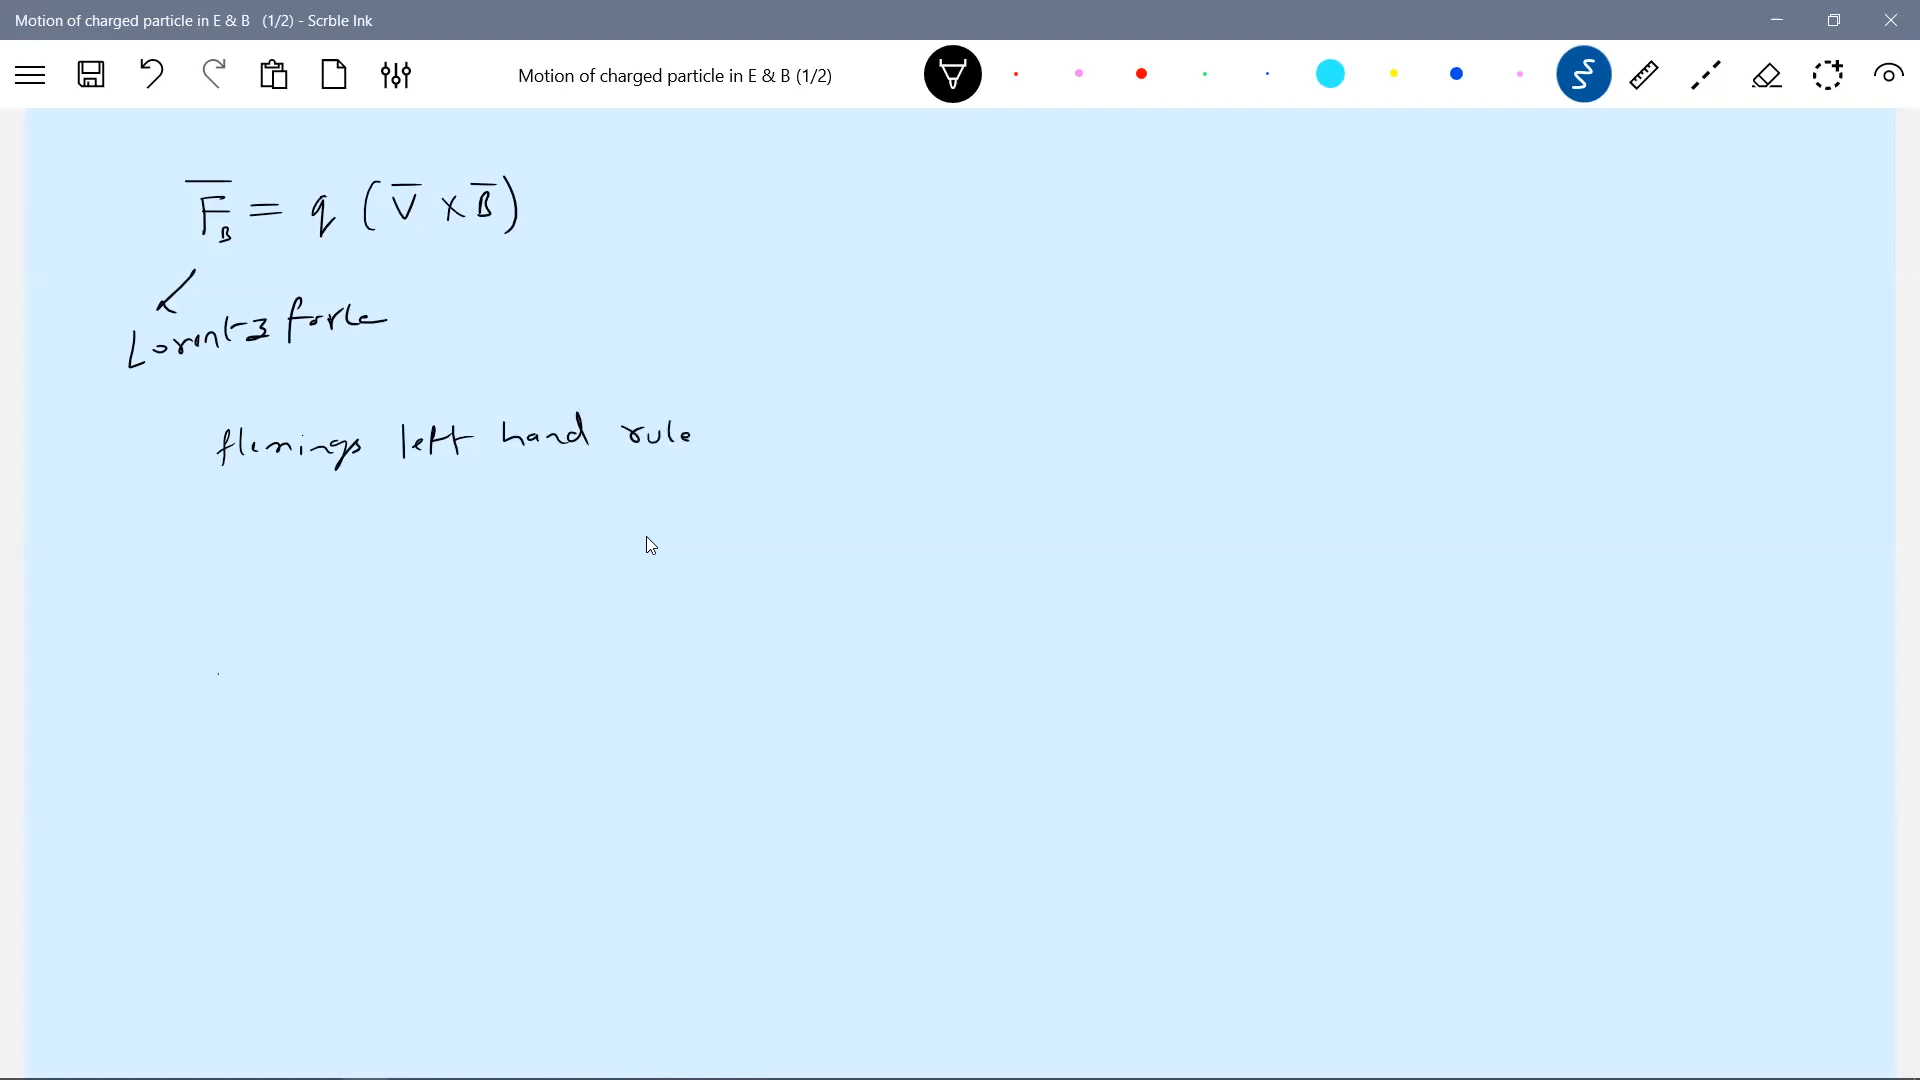 Motion of charged particle in E & B (1/2) - Scrble Ink
Motion of charged particle in E & B (1/2)
F̅_B = q (V̅ × B̅)
Lorentz force
flemings left hand rule